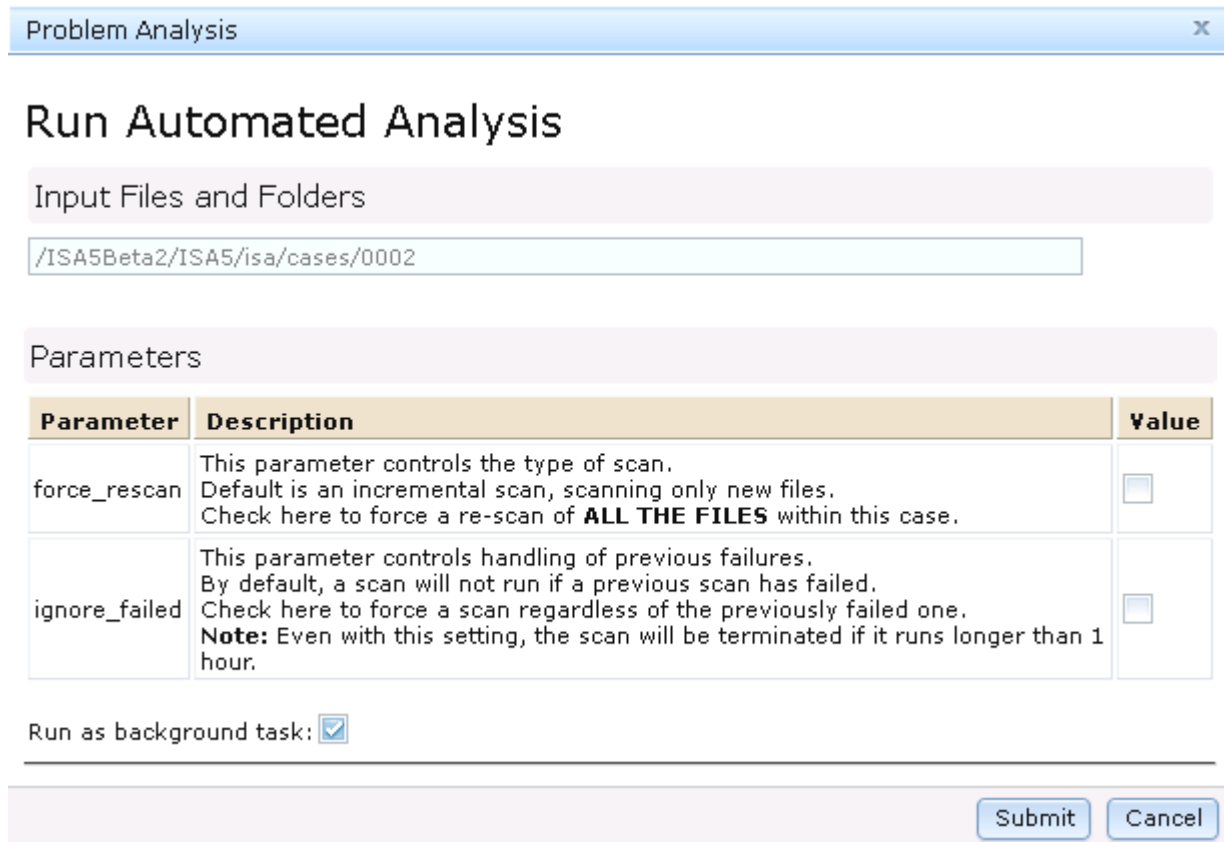 Problem Analysis x
Run Automated Analysis
Input Files and Folders
/ISA5Beta2/ISA5/isa/cases/0002
Parameters
Parameter Description Value
This parameter controls the type of scan.
force_rescan Default is an incremental scan, scanning only new files.
Check here to force a re-scan of ALL THE FILES within this case.
This parameter controls handling of previous failures.
By default, a scan will not run if a previous scan has failed.
ignore_failed Check here to force a scan regardless of the previously failed one.
Note: Even with this setting, the scan will be terminated if it runs longer than 1
hour.
Run as background task:
Submit Cancel